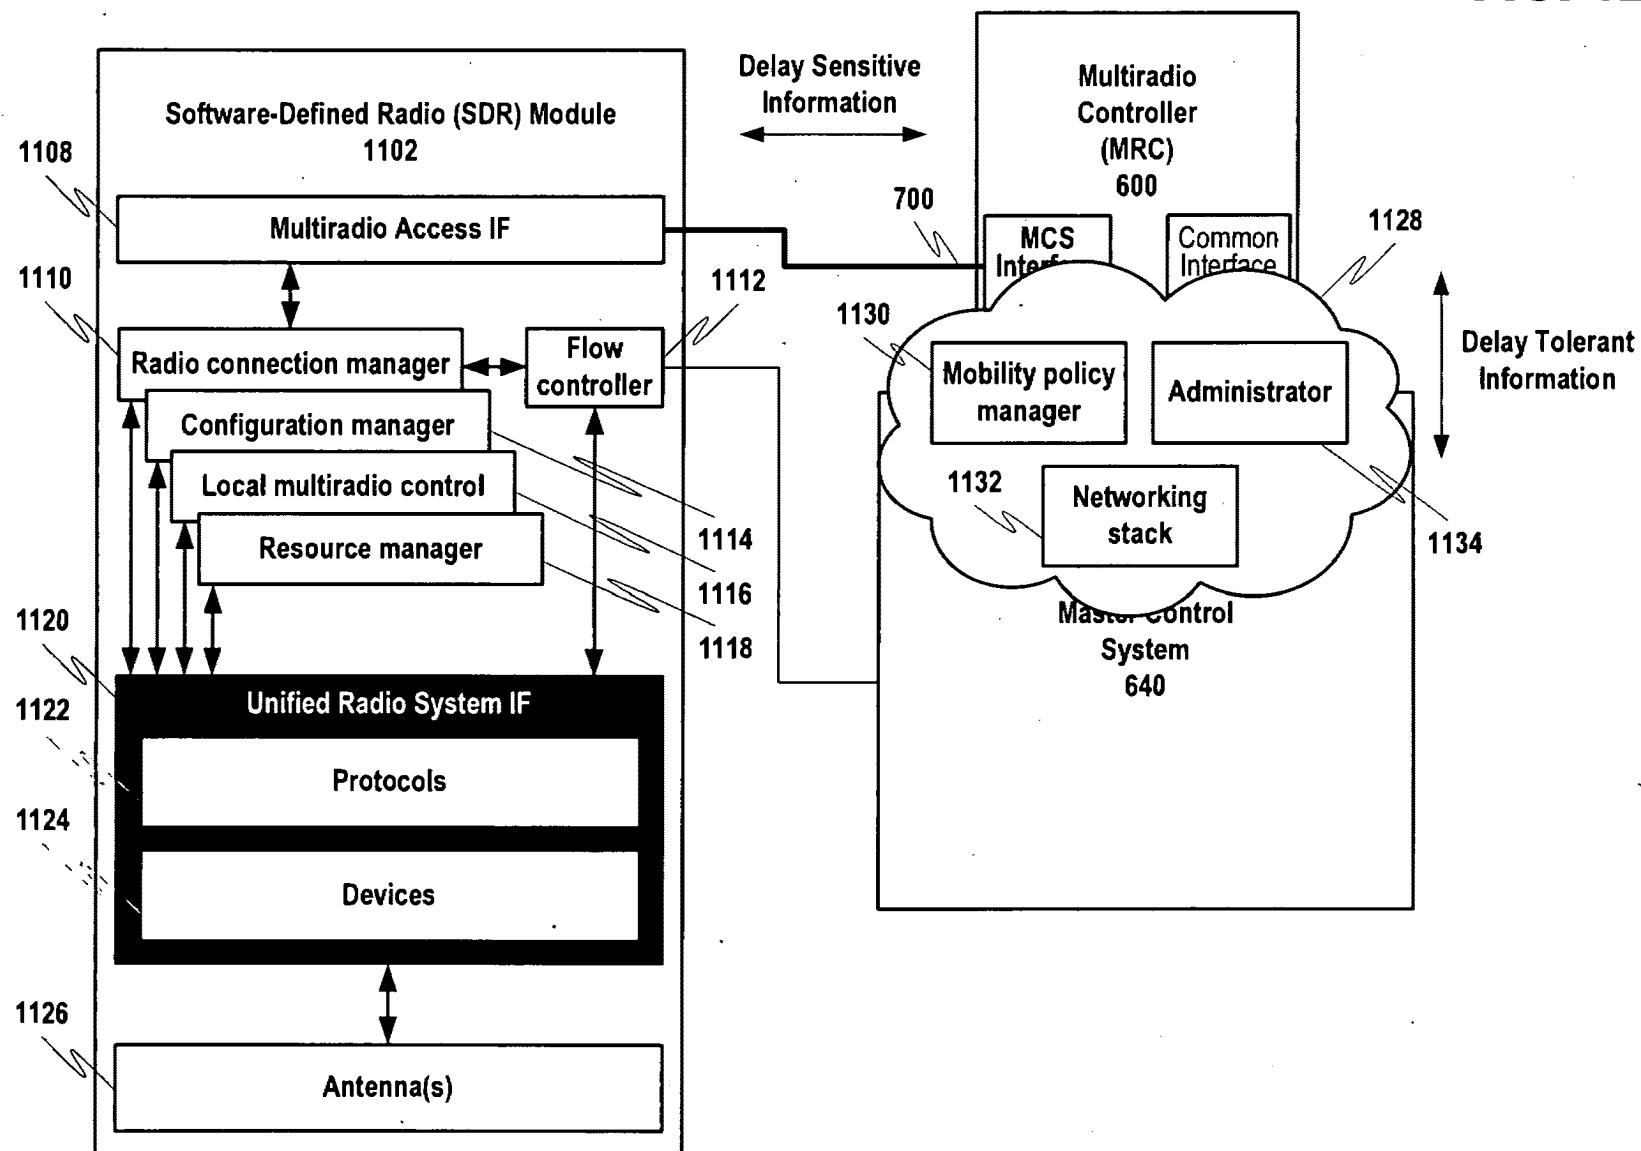 Software-Defined Radio (SDR) Module
1102
1108
Multiradio Access IF
1110
Radio connection manager
1112
Flow
controller
Configuration manager
Local multiradio control
Resource manager
1114
1116
1118
1120
Unified Radio System IF
1122
Protocols
1124
Devices
1126
Antenna(s)
Delay Sensitive
Information
700
Multiradio
Controller
(MRC)
600
MCS
Interface
Common
Interface
1128
1130
Mobility policy
manager
Administrator
1132
Networking
stack
1134
Delay Tolerant
Information
Master Control
System
640